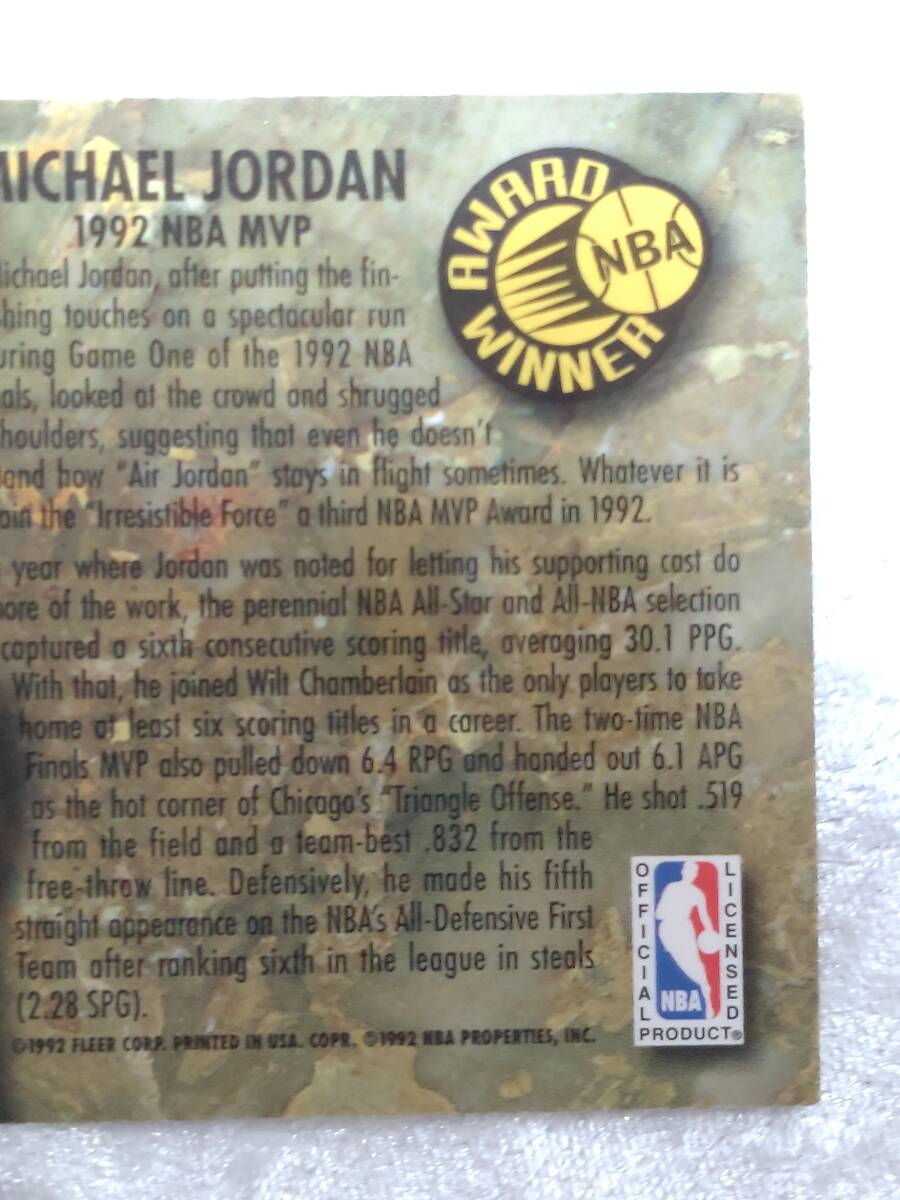 MICHAEL JORDAN
1992 NBA MVP
AWARD WINNER
NBA
Michael Jordan, after putting the fin-
shing touches on a spectacular run
uring Game One of the 1992 NBA
als, looked at the crowd and shrugged
houlders, suggesting that even he doesn't
and how "Air Jordan" stays in flight sometimes. Whatever it is
the "Irresistible Force" a third NBA MVP Award in 1992.
year where Jordan was noted for letting his supporting cast do
more of the work, the perennial NBA All-Star and All-NBA selection
captured a sixth consecutive scoring title, averaging 30.1 PPG.
With that, he joined Wilt Chamberlain as the only players to take
home at least six scoring titles in a career. The two-time NBA
Finals MVP also pulled down 6.4 RPG and handed out 6.1 APG
as the hot corner of Chicago's "Triangle Offense." He shot .519
from the field and a team-best .832 from the
free-throw line. Defensively, he made his fifth
straight appearance on the NBA's All-Defensive First
Team after ranking sixth in the league in steals
(2.28 SPG).
©1992 FLEER CORP. PRINTED IN USA. COPR. ©1992 NBA PROPERTIES, INC.
OFFICIAL LICENSED
NBA
PRODUCT®